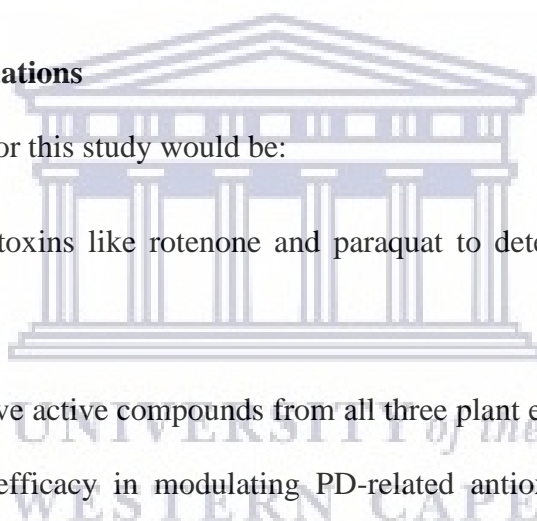 ations
or this study would be:
toxins like rotenone and paraquat to dete
ve active compounds from all three plant e
UNIVERSITY of the
efficacy in modulating PD-related antio
WESTERN CAPE